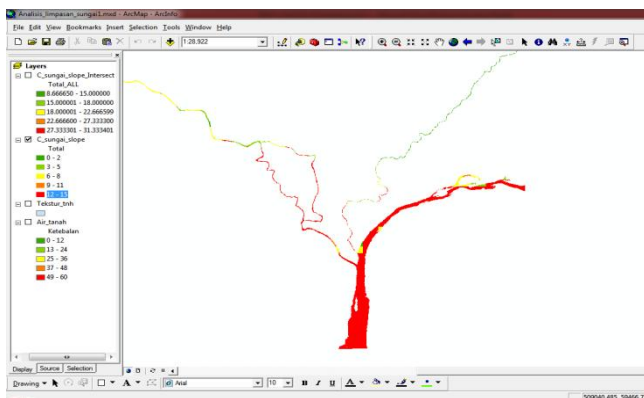 Analisis_limpasan_sungai1.mxd - ArcMap - ArcInfo
File Edit View Bookmarks Insert Selection Tools Window Help
1:28,922
Layers
C_sungai_slope_Intersect
Total_ALL
8.666650 - 15.000000
15.000001 - 18.000000
18.000001 - 22.666599
22.666600 - 27.333300
27.333301 - 31.333401
C_sungai_slope
Total
0 - 2
3 - 5
6 - 8
9 - 11
12 - 15
Tekstur_tnh
Air_tanah
Ketebalan
0 - 12
13 - 24
25 - 36
37 - 48
49 - 60
Display Source Selection
Drawing
A
Arial
10
B I U A